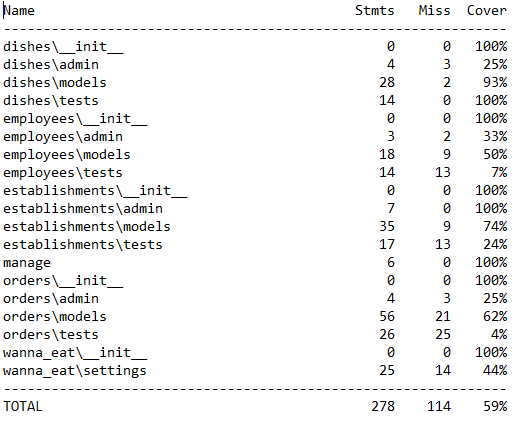 Name Stmts Miss Cover
--------------------------------------------------------
dishes\__init__ 0 0 100%
dishes\admin 4 3 25%
dishes\models 28 2 93%
dishes\tests 14 0 100%
employees\__init__ 0 0 100%
employees\admin 3 2 33%
employees\models 18 9 50%
employees\tests 14 13 7%
establishments\__init__ 0 0 100%
establishments\admin 7 0 100%
establishments\models 35 9 74%
establishments\tests 17 13 24%
manage 6 0 100%
orders\__init__ 0 0 100%
orders\admin 4 3 25%
orders\models 56 21 62%
orders\tests 26 25 4%
wanna_eat\__init__ 0 0 100%
wanna_eat\settings 25 14 44%
--------------------------------------------------------
TOTAL 278 114 59%